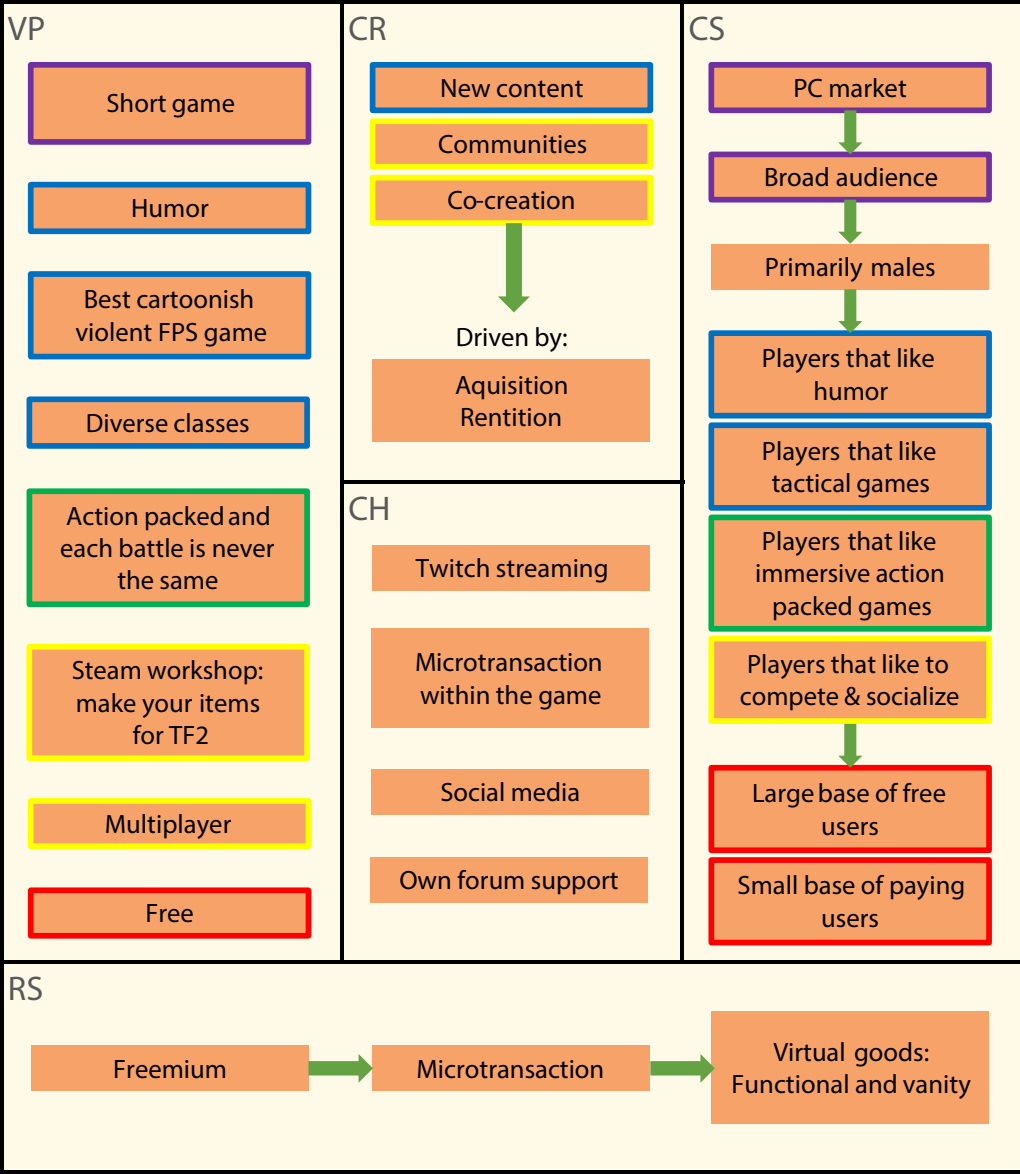 VP
Short game
Humor
Best cartoonish
violent FPS game
Diverse classes
Action packed and
each battle is never
the same
Steam workshop:
make your items
for TF2
Multiplayer
Free
CR
New content
Communities
Co-creation
Driven by:
Aquisition
Rentition
CH
Twitch streaming
Microtransaction
within the game
Social media
Own forum support
CS
PC market
Broad audience
Primarily males
Players that like
humor
Players that like
tactical games
Players that like
immersive action
packed games
Players that like to
compete & socialize
Large base of free
users
Small base of paying
users
RS
Freemium
Microtransaction
Virtual goods:
Functional and vanity